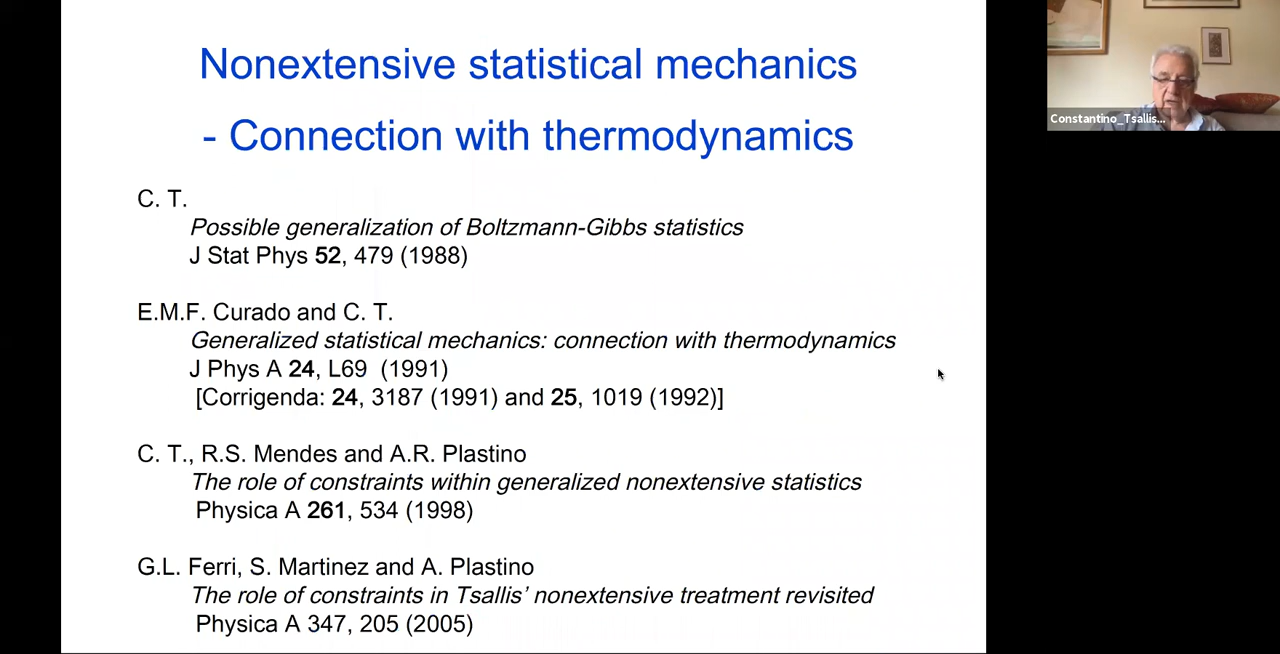 Nonextensive statistical mechanics
- Connection with thermodynamics
C. T.
Possible generalization of Boltzmann-Gibbs statistics
J Stat Phys 52, 479 (1988)
E.M.F. Curado and C. T.
Generalized statistical mechanics: connection with thermodynamics
J Phys A 24, L69 (1991)
[Corrigenda: 24, 3187 (1991) and 25, 1019 (1992)]
C. T., R.S. Mendes and A.R. Plastino
The role of constraints within generalized nonextensive statistics
Physica A 261, 534 (1998)
G.L. Ferri, S. Martinez and A. Plastino
The role of constraints in Tsallis’ nonextensive treatment revisited
Physica A 347, 205 (2005)
Constantino_Tsallis...